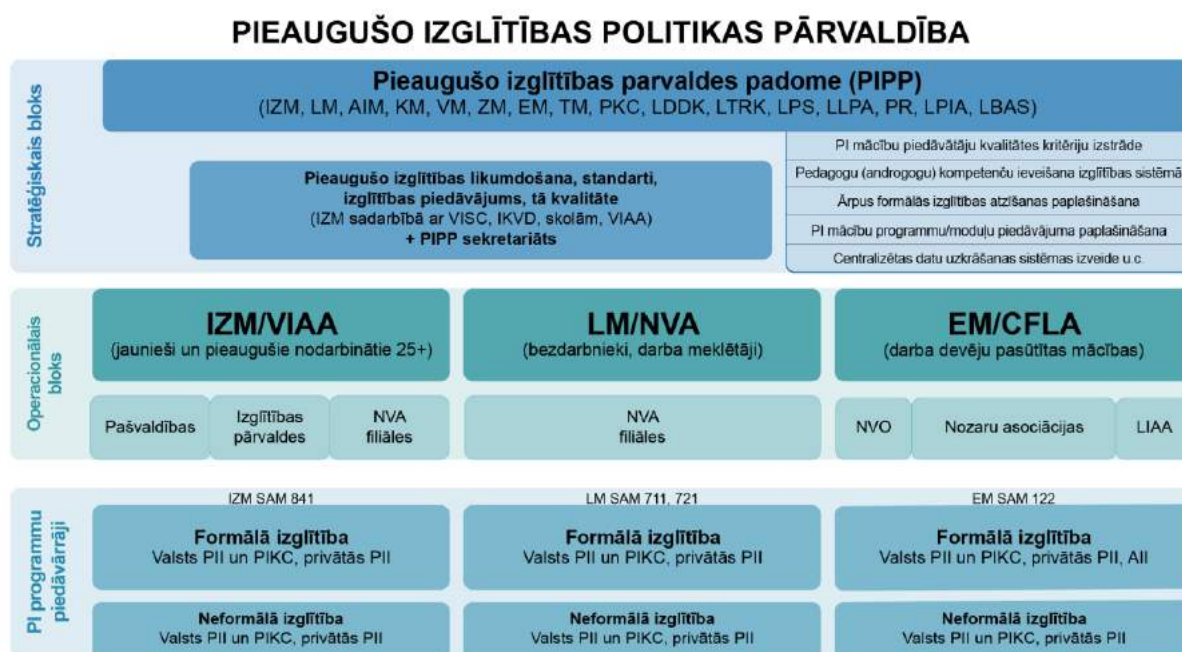 PIEAUGUŠO IZGLĪTĪBAS POLITIKAS PĀRVALDĪBA
Stratēģiskais bloks
Pieaugušo izglītības parvaldes padome (PIPP)
(IZM, LM, AIM, KM, VM, ZM, EM, TM, PKC, LDDK, LTRK, LPS, LLPA, PR, LPIA, LBAS)
Pieaugušo izglītības likumdošana, standarti,
izglītības piedāvājums, tā kvalitāte
(IZM sadarbībā ar VISC, IKVD, skolām, VIAA)
+ PIPP sekretariāts
PI mācību piedāvātāju kvalitātes kritēriju izstrāde
Pedagogu (androgogu) kompetenču ieveišana izglītības sistēmā
Ārpus formālās izglītības atzīšanas paplašināšana
PI mācību programmu/moduļu piedāvājuma paplašināšana
Centralizētas datu uzkrāšanas sistēmas izveide u.c.
Operacionālais
bloks
IZM/VIAA
(jaunieši un pieaugušie nodarbinātie 25+)
LM/NVA
(bezdarbnieki, darba meklētāji)
EM/CFLA
(darba devēju pasūtītas mācības)
Pašvaldības
Izglītības
pārvaldes
NVA
filiāles
NVA
filiāles
NVO
Nozaru asociācijas
LIAA
PI programmu
piedāvārrāji
IZM SAM 841
Formālā izglītība
Valsts PII un PIKC, privātās PII
Neformālā izglītība
Valsts PII un PIKC, privātās PII
LM SAM 711, 721
Formālā izglītība
Valsts PII un PIKC, privātās PII
Neformālā izglītība
Valsts PII un PIKC, privātās PII
EM SAM 122
Formālā izglītība
Valsts PII un PIKC, privātās PII, AII
Neformālā izglītība
Valsts PII un PIKC, privātās PII